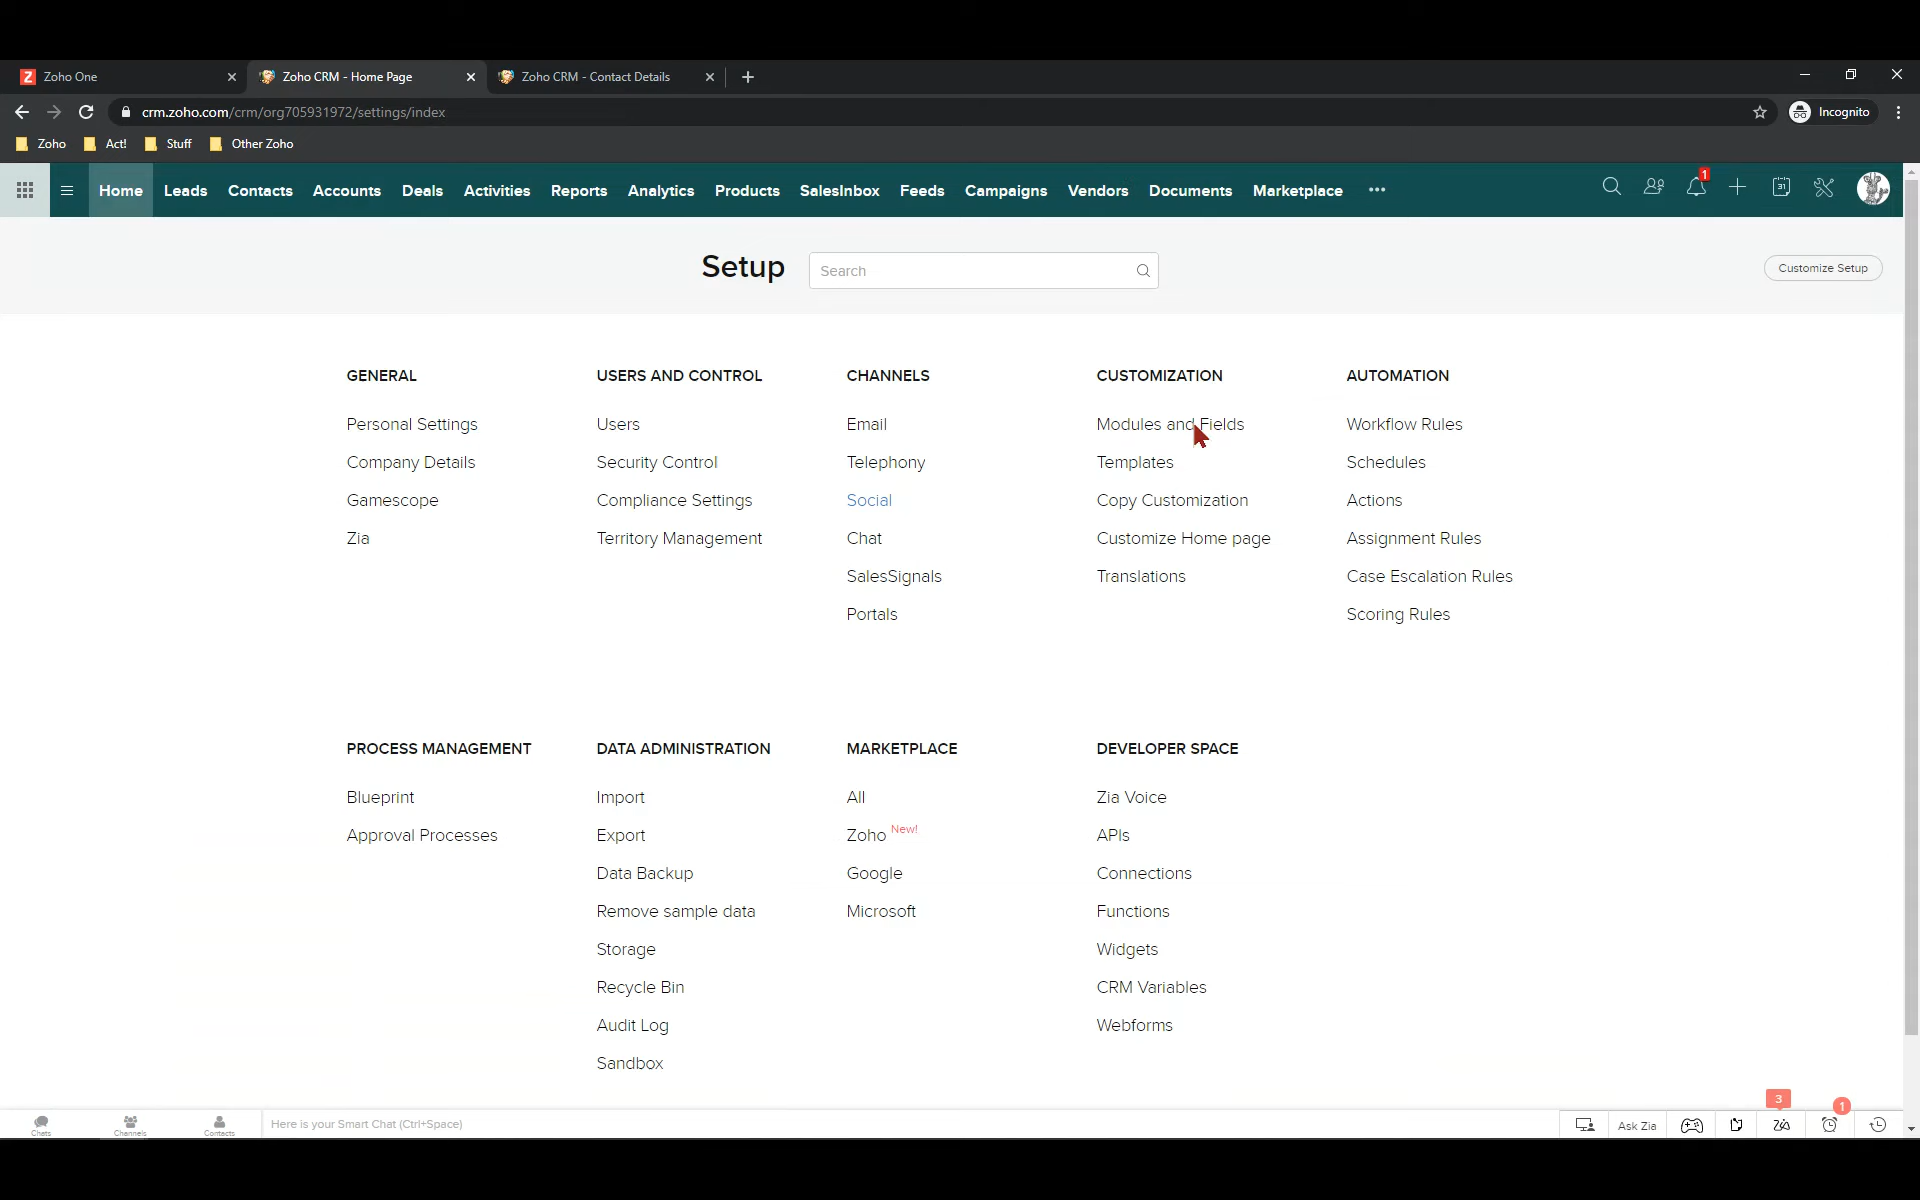 Zoho One
Zoho CRM - Home Page
Zoho CRM - Contact Details
crm.zoho.com/crm/org705931972/settings/index
Incognito
Zoho
Act!
Stuff
Other Zoho
Home
Leads
Contacts
Accounts
Deals
Activities
Reports
Analytics
Products
SalesInbox
Feeds
Campaigns
Vendors
Documents
Marketplace
1
31
Setup
Search
Customize Setup
GENERAL
Personal Settings
Company Details
Gamescope
Zia
USERS AND CONTROL
Users
Security Control
Compliance Settings
Territory Management
CHANNELS
Email
Telephony
Social
Chat
SalesSignals
Portals
CUSTOMIZATION
Modules and Fields
Templates
Copy Customization
Customize Home page
Translations
AUTOMATION
Workflow Rules
Schedules
Actions
Assignment Rules
Case Escalation Rules
Scoring Rules
PROCESS MANAGEMENT
Blueprint
Approval Processes
DATA ADMINISTRATION
Import
Export
Data Backup
Remove sample data
Storage
Recycle Bin
Audit Log
Sandbox
MARKETPLACE
All
Zoho New!
Google
Microsoft
DEVELOPER SPACE
Zia Voice
APIs
Connections
Functions
Widgets
CRM Variables
Webforms
Chats
Channels
Contacts
Here is your Smart Chat (Ctrl+Space)
Ask Zia
3
1